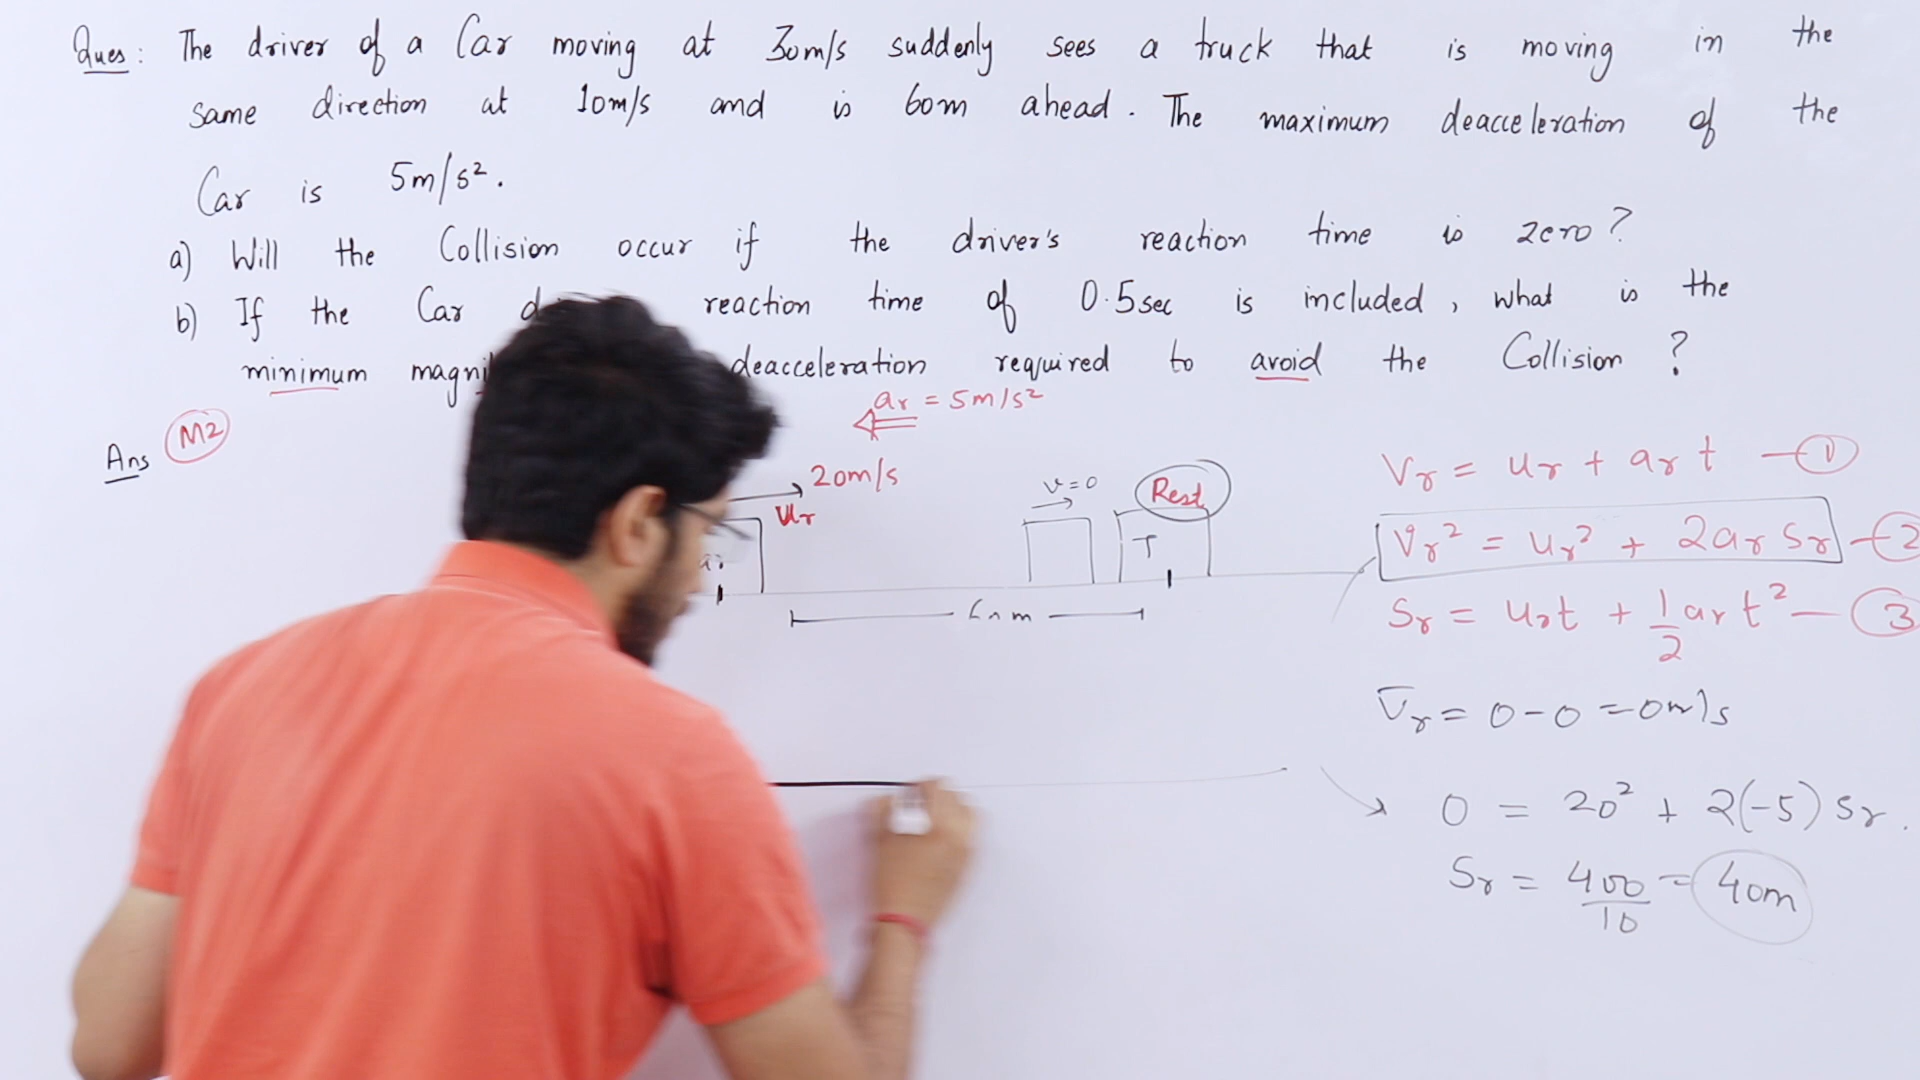 Ques : The driver of a Car moving at 30m/s suddenly sees a truck that is moving in the
same direction at 10m/s and is 60m ahead. The maximum deacceleration of the
Car is 5m/s².
a) Will the Collision occur if the driver's reaction time is zero?
b) If the Car reaction time of 0.5sec is included, what is the
minimum deacceleration required to avoid the Collision?
Ans M2
ar = 5m/s²
20m/s
ur
v=0
Rest
T
m
Vr = ur + ar t — 1
Vr² = ur² + 2ar Sr — 2
Sr = urt + 1/2 ar t² — 3
Vr = 0-0 = 0m/s
0 = 20² + 2(-5) Sr.
Sr = 400/10 = 40m